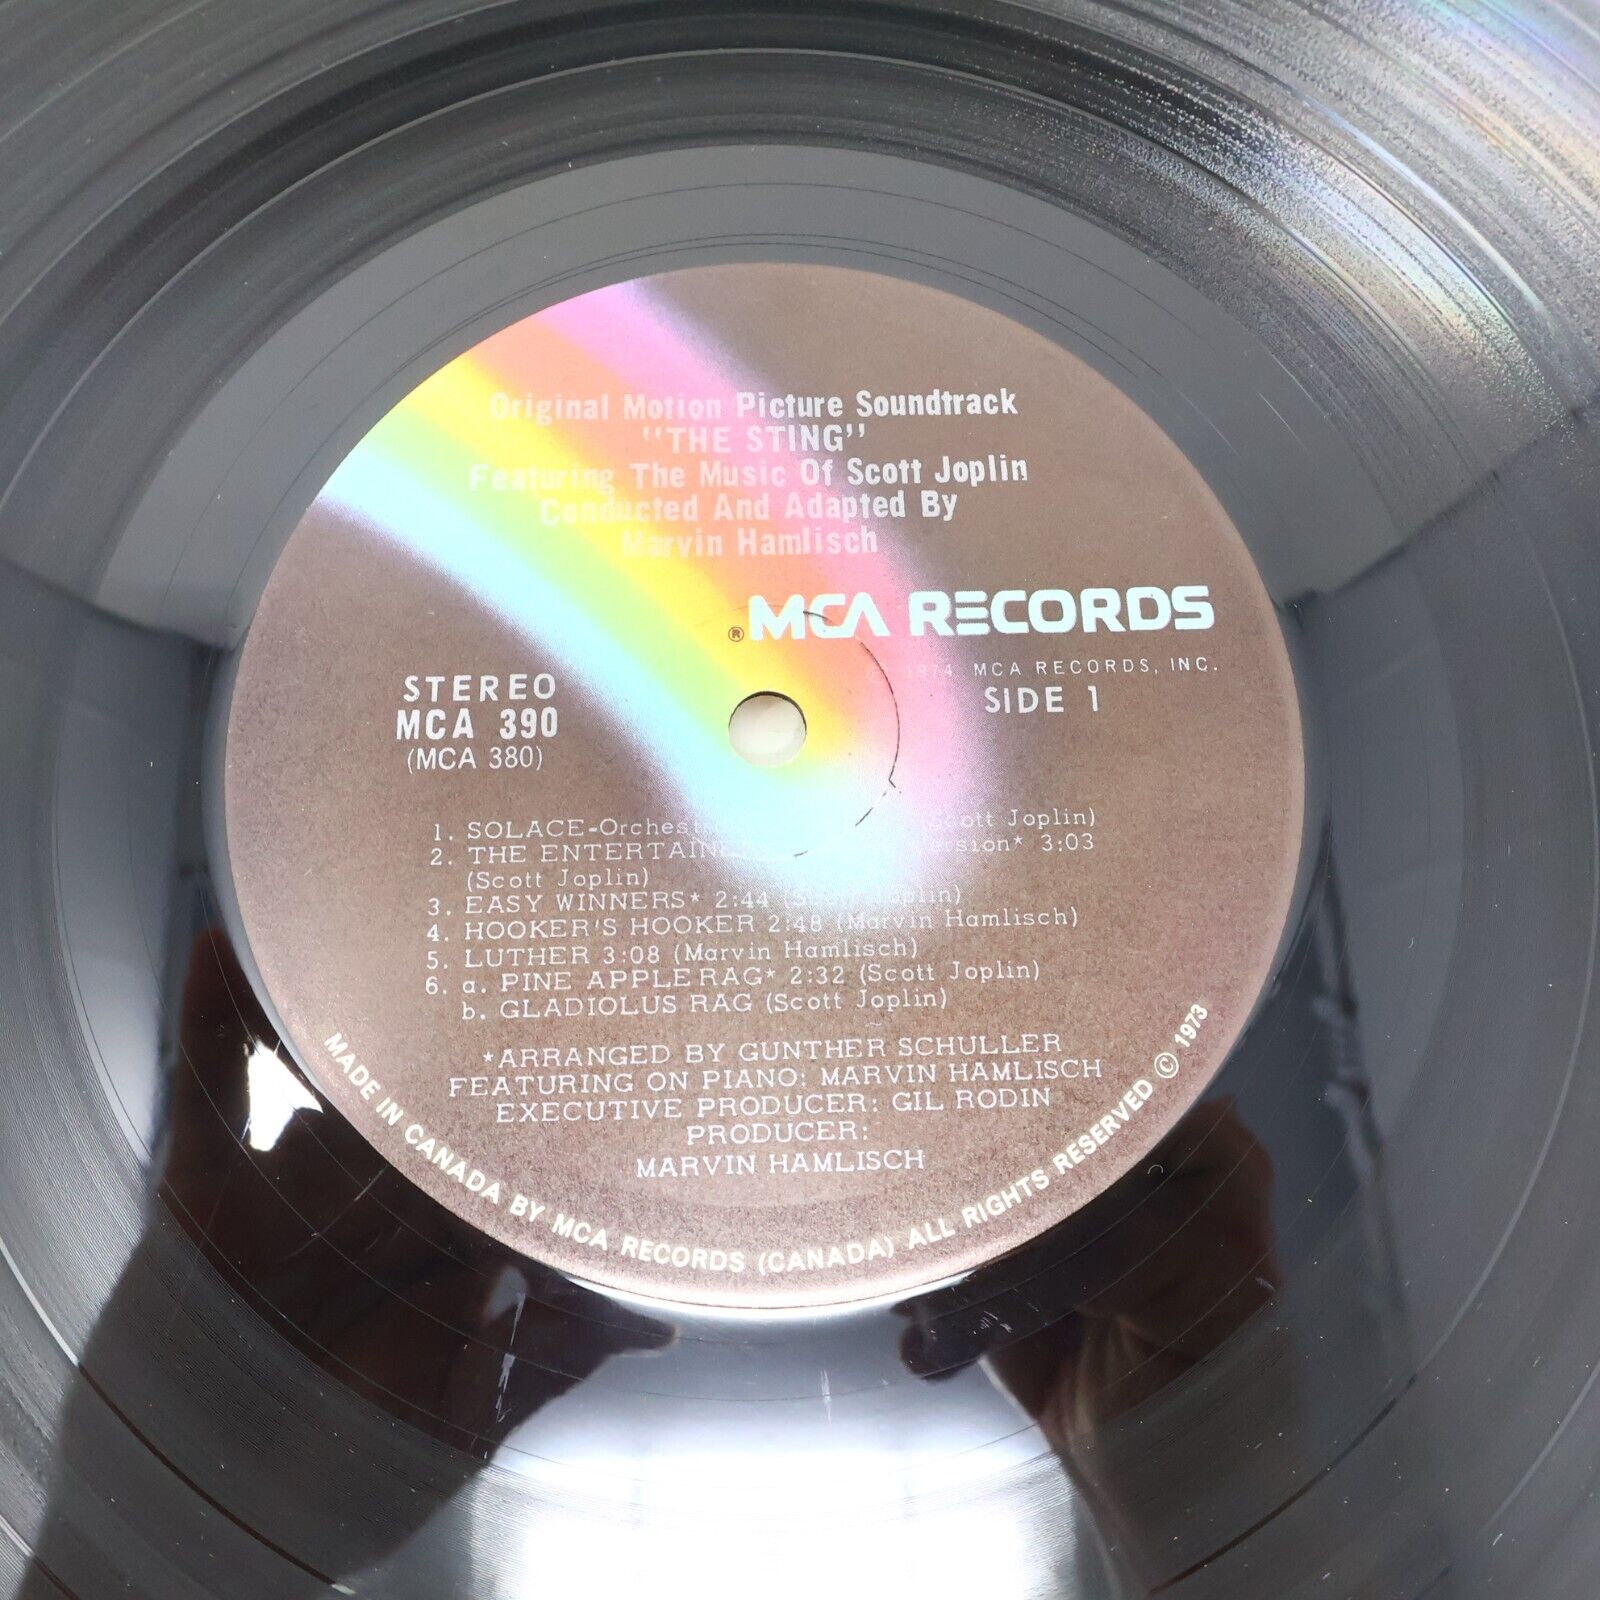 Original Motion Picture Soundtrack
"THE STING"
Featuring The Music Of Scott Joplin
Conducted And Adapted By
Marvin Hamlisch
® MCA RECORDS
1974 MCA RECORDS, INC.
STEREO
SIDE 1
MCA 390
(MCA 380)
1. SOLACE-Orchest Scott Joplin)
2. THE ENTERTAINER ersion* 3:03
(Scott Joplin)
3. EASY WINNERS* 2:44 (Scott Joplin)
4. HOOKER'S HOOKER 2:48 (Marvin Hamlisch)
5. LUTHER 3:08 (Marvin Hamlisch)
6. a. PINE APPLE RAG* 2:32 (Scott Joplin)
b. GLADIOLUS RAG (Scott Joplin)
*ARRANGED BY GUNTHER SCHULLER
FEATURING ON PIANO: MARVIN HAMLISCH
EXECUTIVE PRODUCER: GIL RODIN
PRODUCER:
MARVIN HAMLISCH
MADE IN CANADA BY MCA RECORDS (CANADA) ALL RIGHTS RESERVED © 1973